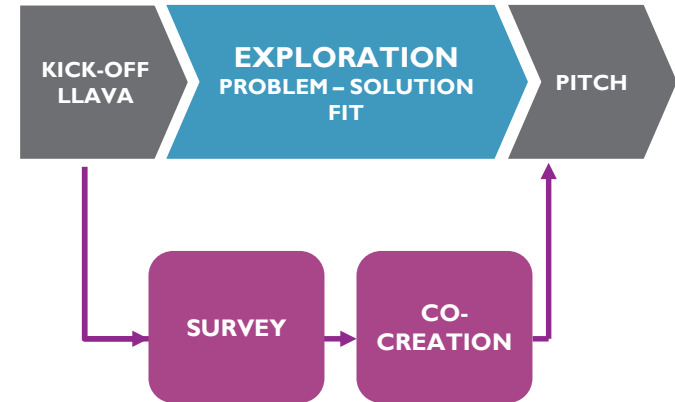 KICK-OFF
LLAVA
EXPLORATION
PROBLEM – SOLUTION
FIT
PITCH
SURVEY
CO-
CREATION